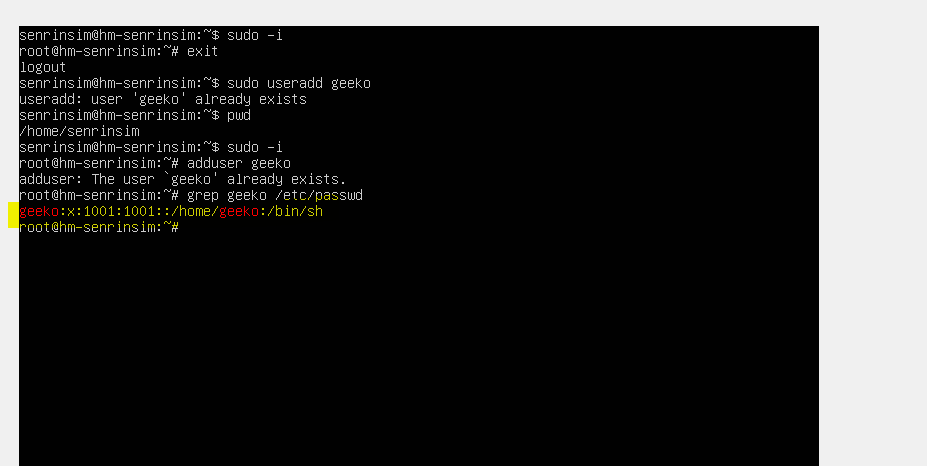 senrinsim@hm-senrinsim:~$ sudo -i
root@hm-senrinsim:~# exit
logout
senrinsim@hm-senrinsim:~$ sudo useradd geeko
useradd: user 'geeko' already exists
senrinsim@hm-senrinsim:~$ pwd
/home/senrinsim
senrinsim@hm-senrinsim:~$ sudo -i
root@hm-senrinsim:~# adduser geeko
adduser: The user `geeko' already exists.
root@hm-senrinsim:~# grep geeko /etc/passwd
geeko:x:1001:1001::/home/geeko:/bin/sh
root@hm-senrinsim:~#